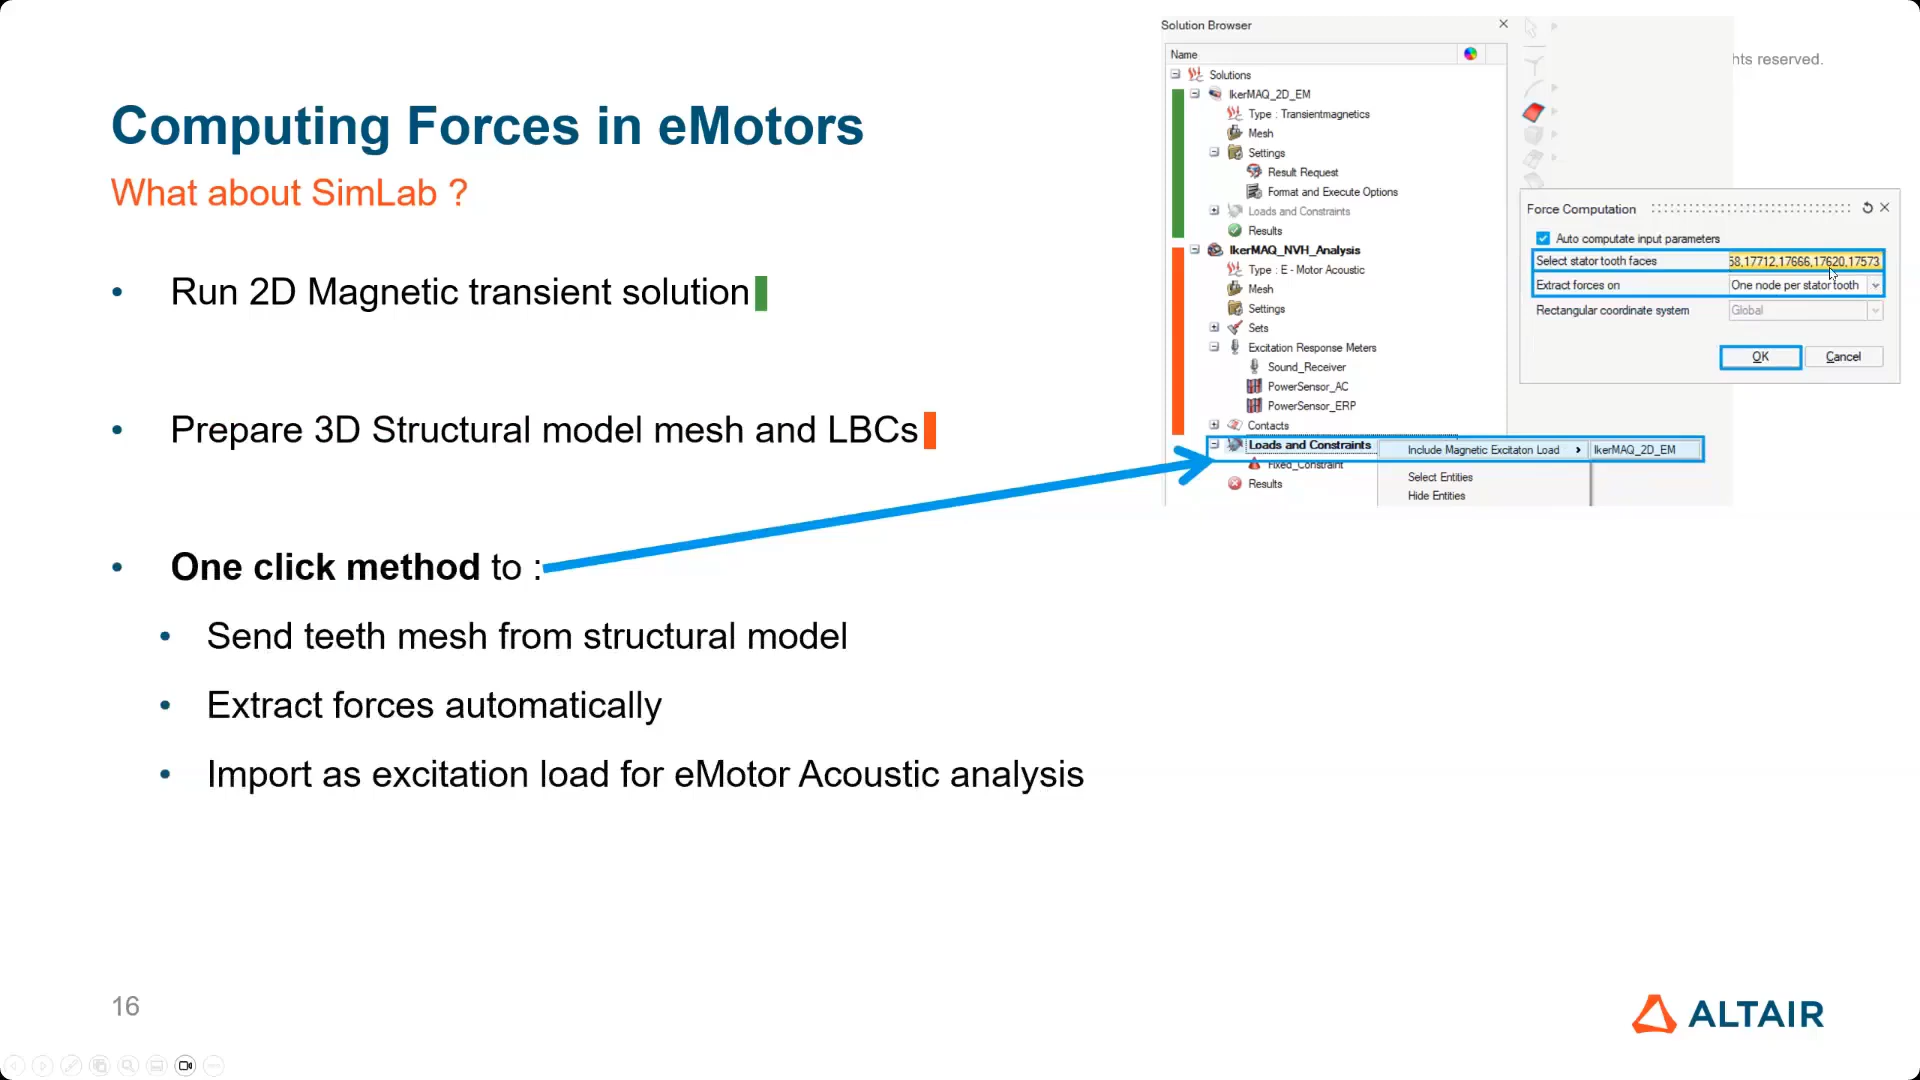 Solution Browser
Name
hts reserved.
Solutions
IkerMAQ_2D_EM
Type : Transientmagnetics
Mesh
Settings
Result Request
Format and Execute Options
Loads and Constraints
Results
IkerMAQ_NVH_Analysis
Type : E - Motor Acoustic
Mesh
Settings
Sets
Excitation Response Meters
Sound_Receiver
PowerSensor_AC
PowerSensor_ERP
Contacts
Loads and Constraints
Fixed_Constraint
Results
Include Magnetic Excitaton Load
IkerMAQ_2D_EM
Select Entities
Hide Entities
Force Computation
Auto computate input parameters
Select stator tooth faces 58,17712,17666,17620,17573
Extract forces on One node per stator tooth
Rectangular coordinate system Global
OK Cancel
Computing Forces in eMotors
What about SimLab ?
• Run 2D Magnetic transient solution
• Prepare 3D Structural model mesh and LBCs
• One click method to :
• Send teeth mesh from structural model
• Extract forces automatically
• Import as excitation load for eMotor Acoustic analysis
16
ALTAIR